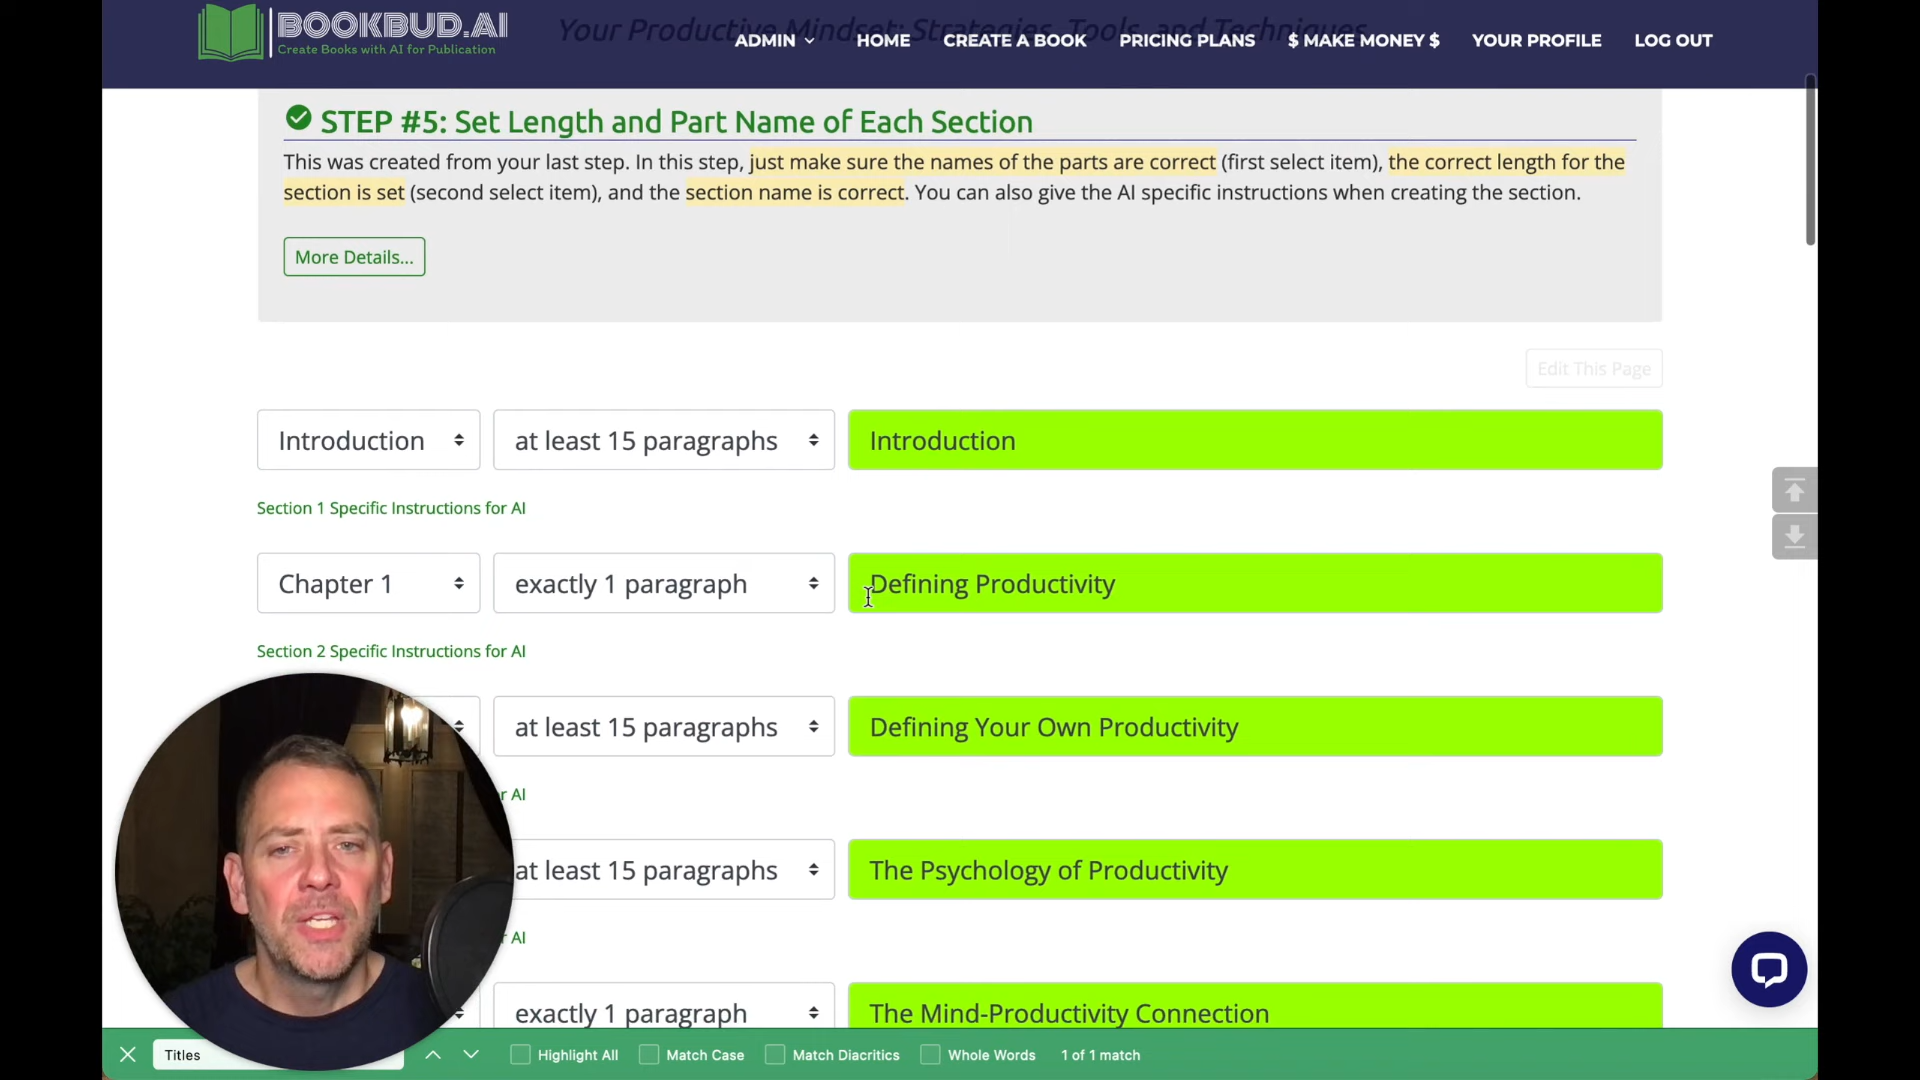 BOOKBUD.AI
Create Books with AI for Publication
Your Productive Mindset: Strategies, Tools, and Techniques
ADMIN HOME CREATE A BOOK PRICING PLANS $ MAKE MONEY $ YOUR PROFILE LOG OUT
STEP #5: Set Length and Part Name of Each Section
This was created from your last step. In this step, just make sure the names of the parts are correct (first select item), the correct length for the
section is set (second select item), and the section name is correct. You can also give the AI specific instructions when creating the section.
More Details...
Edit This Page
Introduction at least 15 paragraphs Introduction
Section 1 Specific Instructions for AI
Chapter 1 exactly 1 paragraph Defining Productivity
Section 2 Specific Instructions for AI
at least 15 paragraphs Defining Your Own Productivity
r AI
at least 15 paragraphs The Psychology of Productivity
r AI
exactly 1 paragraph The Mind-Productivity Connection
Titles Highlight All Match Case Match Diacritics Whole Words 1 of 1 match